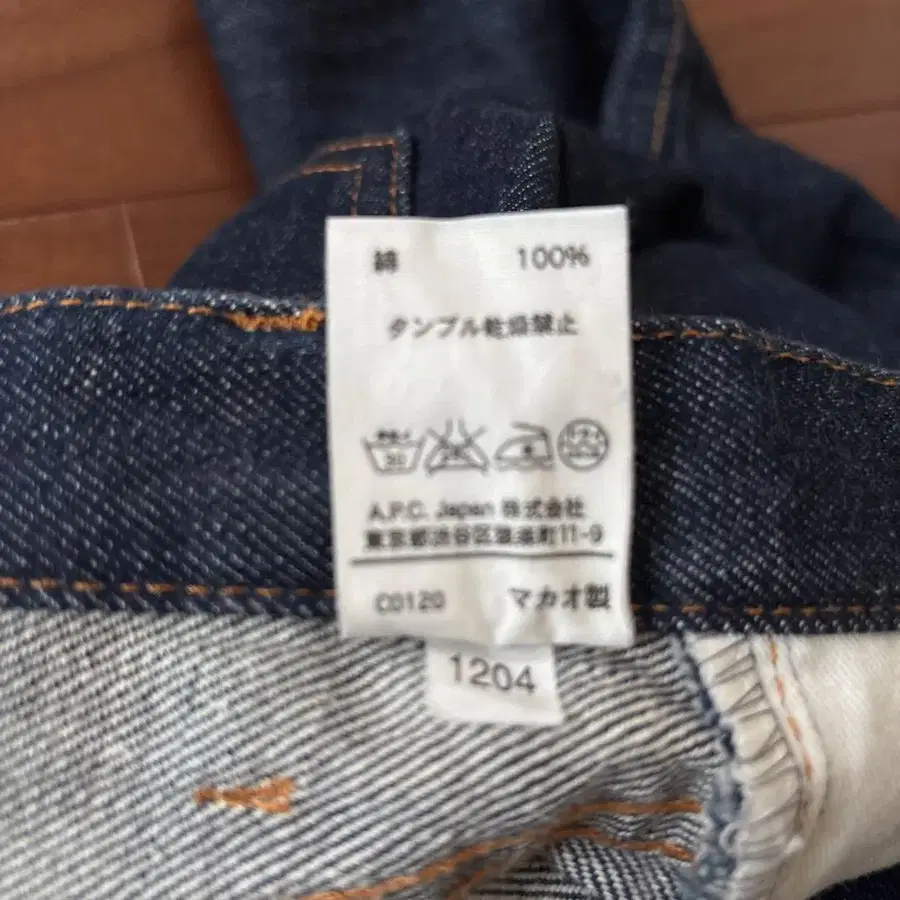 綿 100%
タンブル乾燥禁止
30
A.P.C. Japan 株式会社
東京都渋谷区猿楽町11-9
C0120 マカオ製
1204